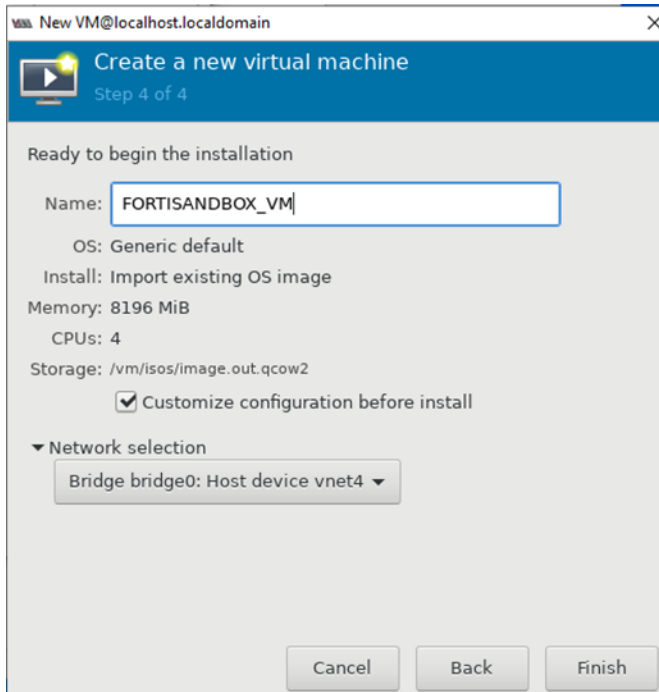 New VM@localhost.localdomain
Create a new virtual machine
Step 4 of 4
Ready to begin the installation
Name: FORTISANDBOX_VM
OS: Generic default
Install: Import existing OS image
Memory: 8196 MiB
CPUs: 4
Storage: /vm/isos/image.out.qcow2
Customize configuration before install
Network selection
Bridge bridge0: Host device vnet4
Cancel Back Finish